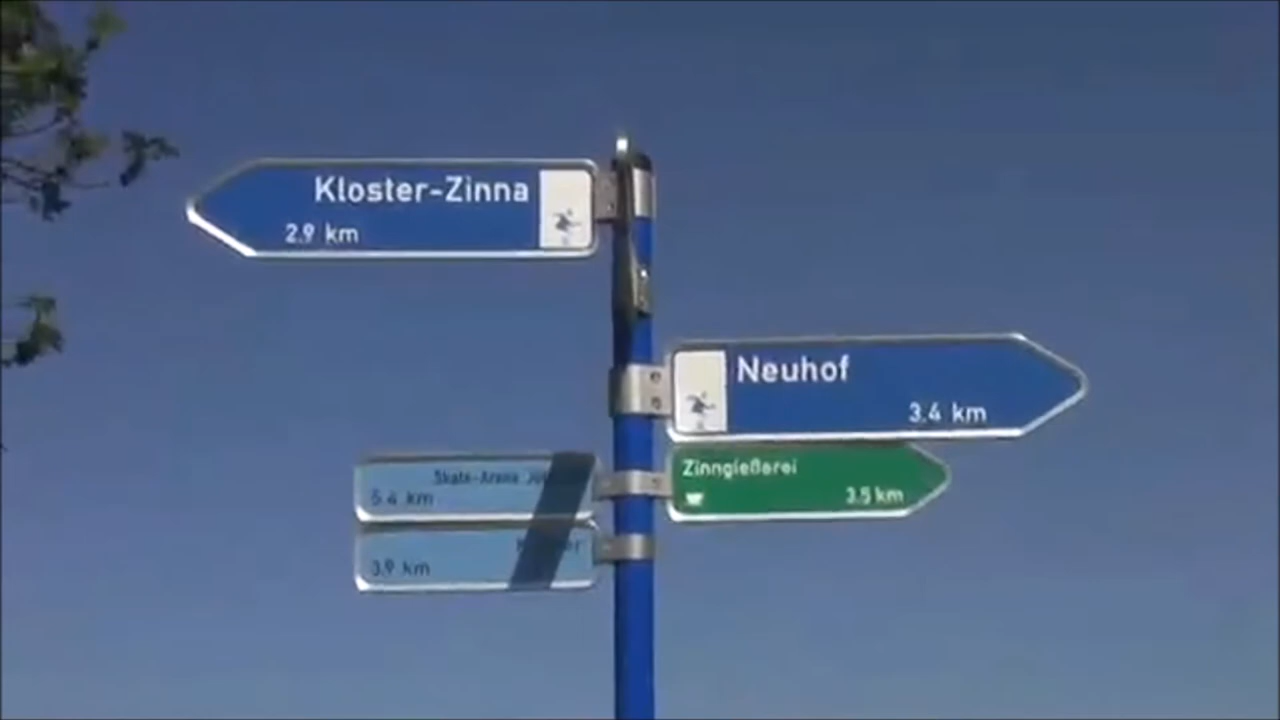 Kloster-Zinna
2.9 km
Neuhof
3.4 km
Zinngießerei
3.5 km
Skate-Arena
5.4 km
3.9 km